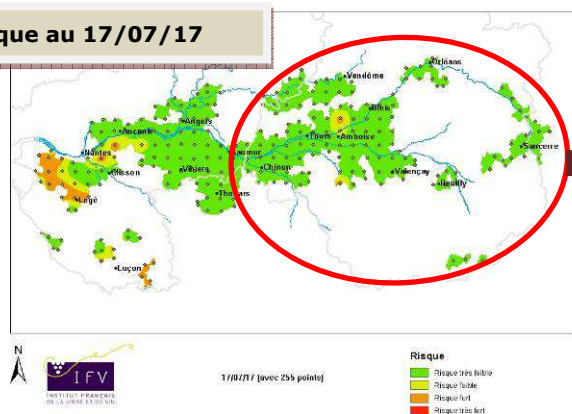 que au 17/07/17
Vendôme
Orléans
Blois
Angers
Ancenis
Tours
Amboise
Nantes
Sancerre
Saumur
Clisson
Vihiers
Chinon
Valençay
Reuilly
Thouars
Legé
Luçon
N
IFV
INSTITUT FRANÇAIS
DE LA VIGNE ET DU VIN
17/07/17 (avec 255 points)
Risque
Risque très faible
Risque faible
Risque fort
Risque très fort